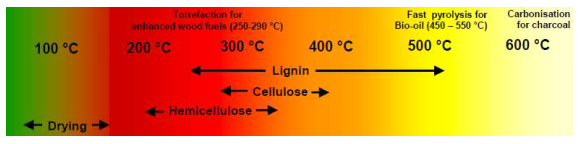 Torrefaction for
enhanced wood fuels (250-290 °C)
Fast pyrolysis for
Bio-oil (450 – 550 °C)
Carbonisation
for charcoal
100 °C 200 °C 300 °C 400 °C 500 °C 600 °C
Lignin
Cellulose
Hemicellulose
Drying